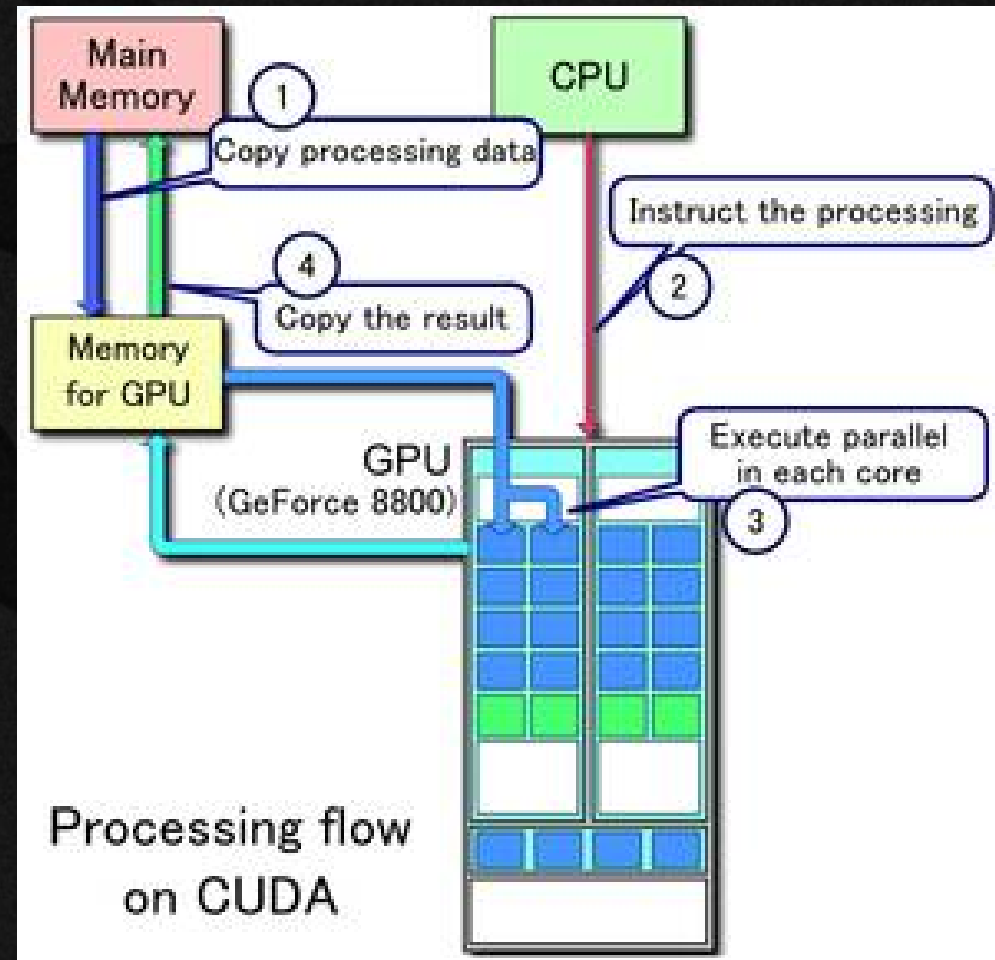 Main
Memory
CPU
1
Copy processing data
Instruct the processing
2
4
Copy the result
Memory
for GPU
Execute parallel
in each core
3
GPU
(GeForce 8800)
Processing flow
on CUDA